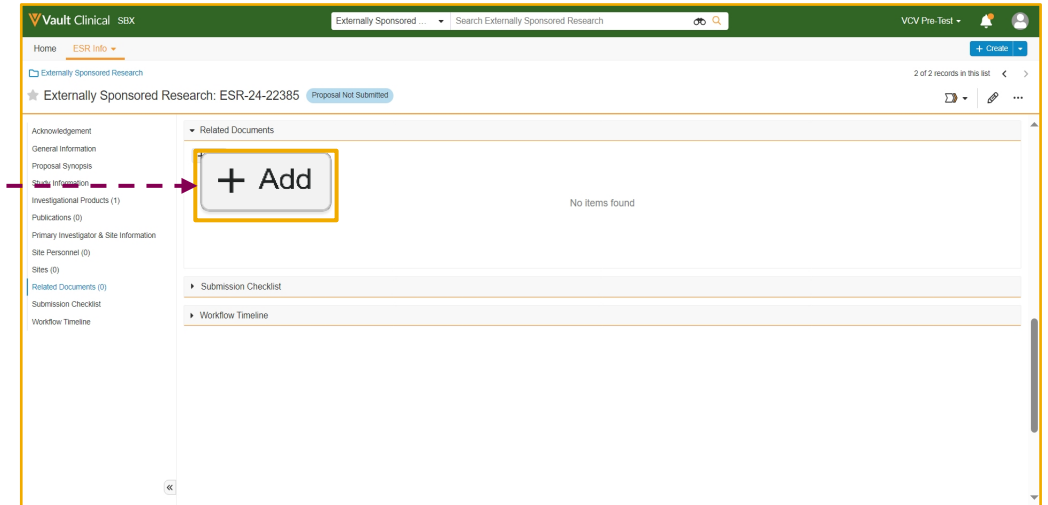 Vault Clinical SBX
Externally Sponsored ...
Search Externally Sponsored Research
VCV Pre-Test
Home
ESR Info
+ Create
Externally Sponsored Research
2 of 2 records in this list
Externally Sponsored Research: ESR-24-22385
Proposal Not Submitted
Acknowledgement
General Information
Proposal Synopsis
Study Information
Investigational Products (1)
Publications (0)
Primary Investigator & Site Information
Site Personnel (0)
Sites (0)
Related Documents (0)
Submission Checklist
Workflow Timeline
Related Documents
+ Add
No items found
Submission Checklist
Workflow Timeline